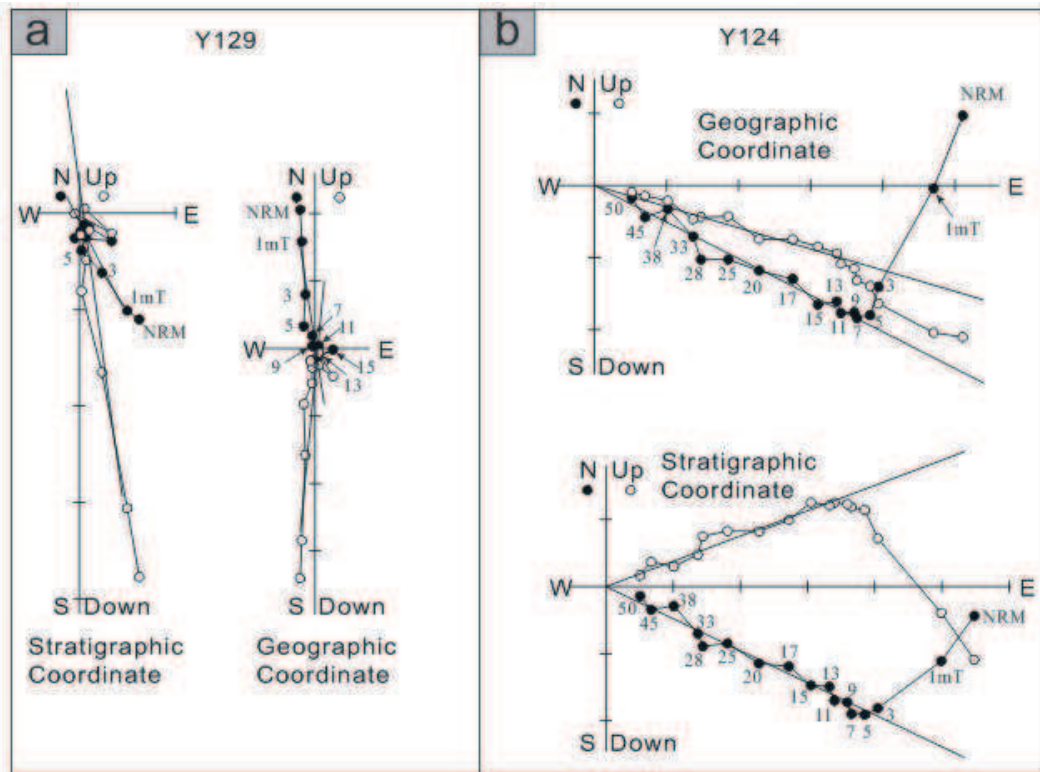 a
Y129
N Up
W E
5
3
1mT
NRM
S Down
Stratigraphic
Coordinate
N Up
NRM
1mT
3
5
7
11
W E
9
15
13
S Down
Geographic
Coordinate
b
Y124
N Up
NRM
Geographic
Coordinate
W E
1mT
50
45
38
33
28
25
20
17
15
13
11
9
7
5
3
S Down
N Up
Stratigraphic
Coordinate
W E
50
45
38
33
28
25
20
17
15
13
11
9
7
5
3
1mT
NRM
S Down